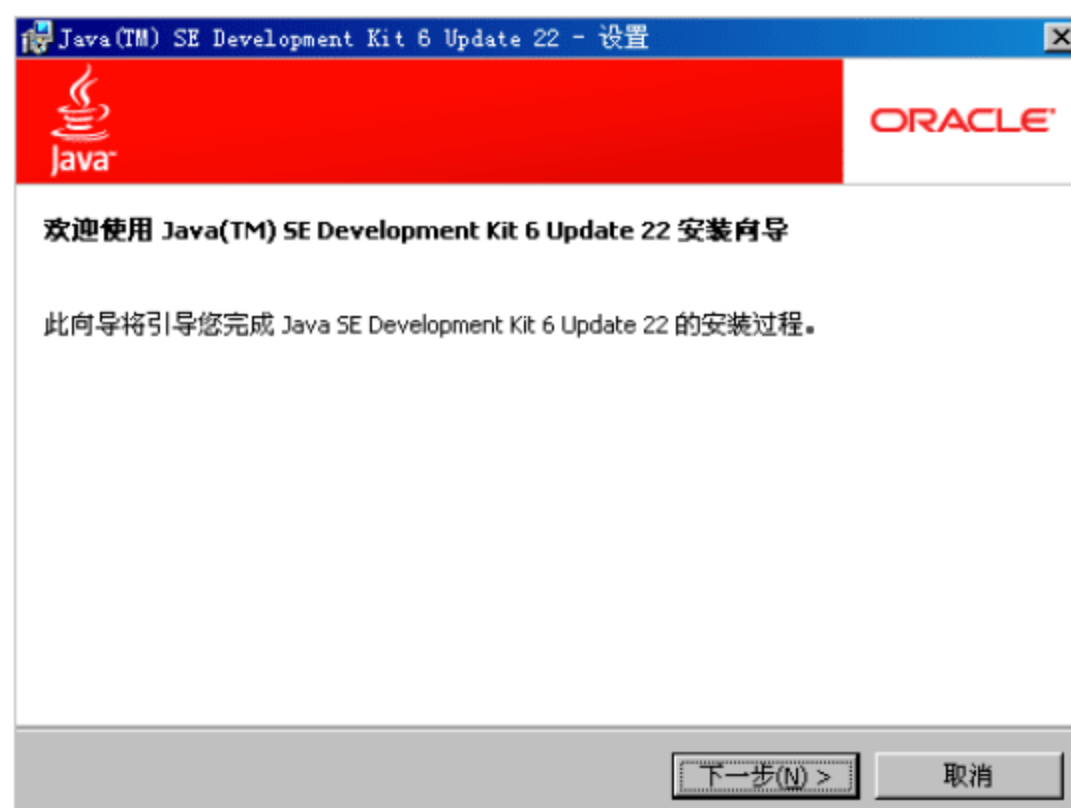 Java(TM) SE Development Kit 6 Update 22 - 设置
Java
ORACLE
欢迎使用 Java(TM) SE Development Kit 6 Update 22 安装向导
此向导将引导您完成 Java SE Development Kit 6 Update 22 的安装过程。
下一步(N) >
取消